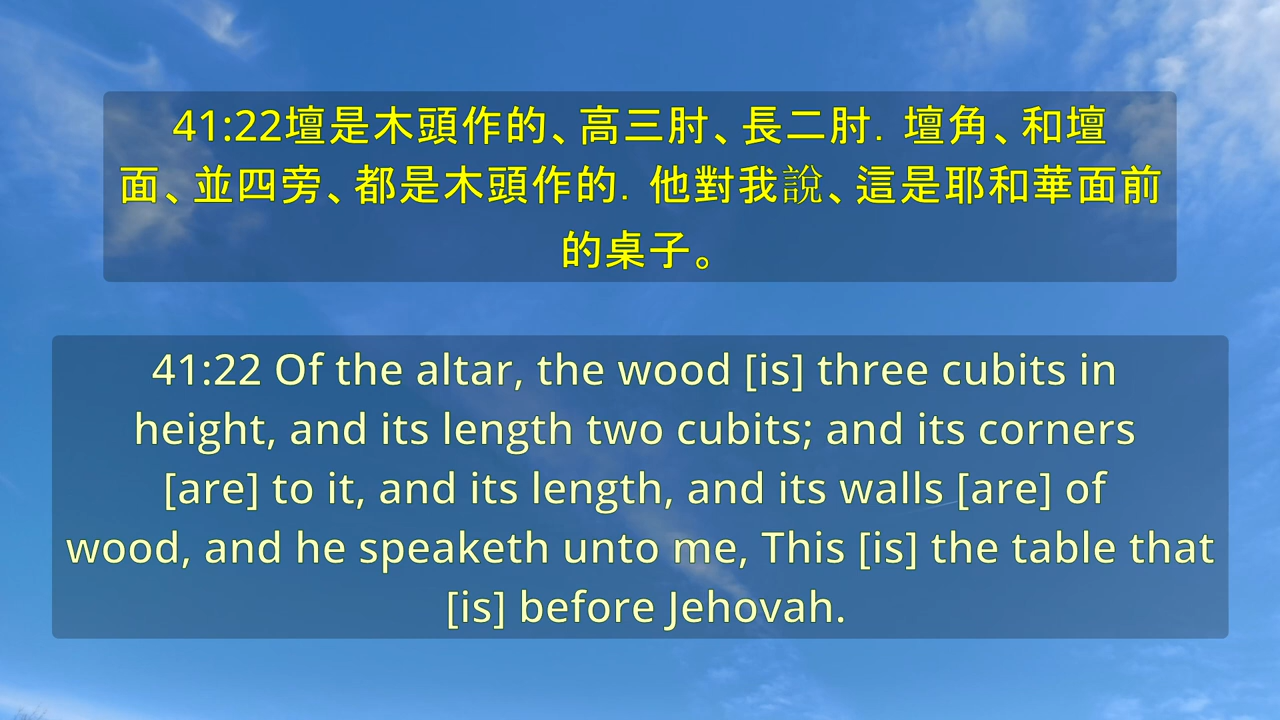 41:22壇是木頭作的、高三肘、長二肘．壇角、和壇
面、並四旁、都是木頭作的．他對我說、這是耶和華面前
的桌子。
41:22 Of the altar, the wood [is] three cubits in
height, and its length two cubits; and its corners
[are] to it, and its length, and its walls [are] of
wood, and he speaketh unto me, This [is] the table that
[is] before Jehovah.